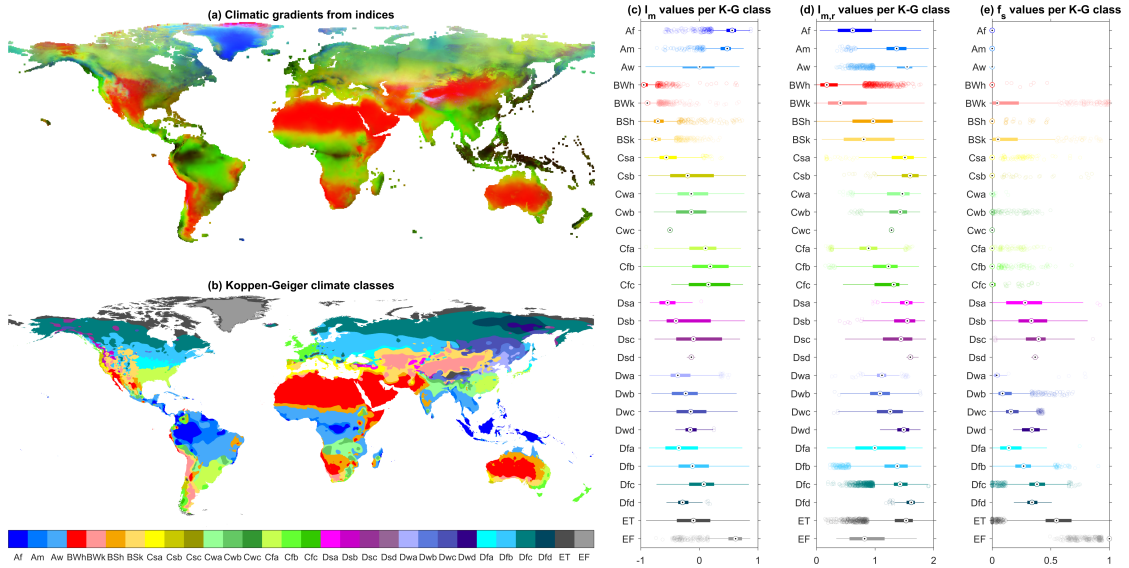 (a) Climatic gradients from indices
(b) Koppen-Geiger climate classes
Af Am Aw BWh BWk BSh BSk Csa Csb Csc Cwa Cwb Cwc Cfa Cfb Cfc Dsa Dsb Dsc Dsd Dwa Dwb Dwc Dwd Dfa Dfb Dfc Dfd ET EF
(c) Im values per K-G class
Af
Am
Aw
BWh
BWk
BSh
BSk
Csa
Csb
Cwa
Cwb
Cwc
Cfa
Cfb
Cfc
Dsa
Dsb
Dsc
Dsd
Dwa
Dwb
Dwc
Dwd
Dfa
Dfb
Dfc
Dfd
ET
EF
-1 0 1
(d) Im,r values per K-G class
Af
Am
Aw
BWh
BWk
BSh
BSk
Csa
Csb
Cwa
Cwb
Cwc
Cfa
Cfb
Cfc
Dsa
Dsb
Dsc
Dsd
Dwa
Dwb
Dwc
Dwd
Dfa
Dfb
Dfc
Dfd
ET
EF
0 1 2
(e) fs values per K-G class
Af
Am
Aw
BWh
BWk
BSh
BSk
Csa
Csb
Cwa
Cwb
Cwc
Cfa
Cfb
Cfc
Dsa
Dsb
Dsc
Dsd
Dwa
Dwb
Dwc
Dwd
Dfa
Dfb
Dfc
Dfd
ET
EF
0 0.5 1